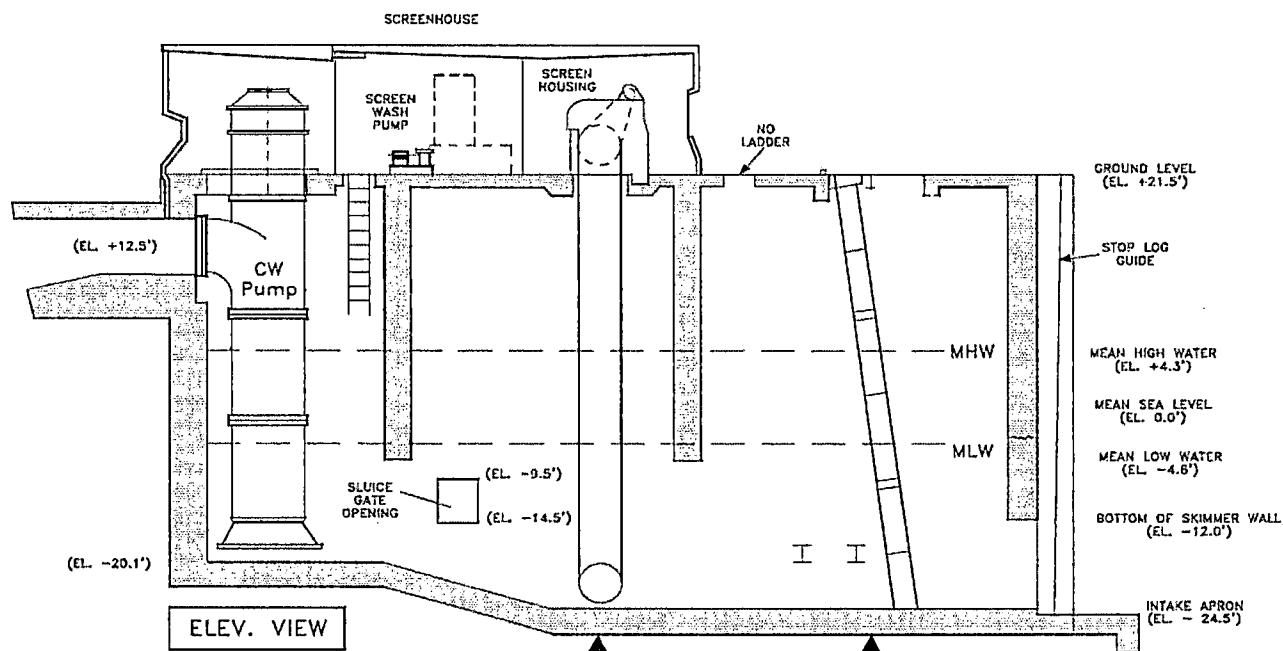 SCREENHOUSE
SCREEN
HOUSING
SCREEN
WASH
PUMP
NO
LADDER
GROUND LEVEL
(EL. +21.5')
(EL. +12.5')
STOP LOG
GUIDE
CW
Pump
MHW
MEAN HIGH WATER
(EL. +4.3')
MEAN SEA LEVEL
(EL. 0.0')
MLW
MEAN LOW WATER
(EL. -4.6')
(EL. -9.5')
SLUICE
GATE
OPENING
(EL. -14.5')
BOTTOM OF SKIMMER WALL
(EL. -12.0')
(EL. -20.1')
INTAKE APRON
(EL. - 24.5')
ELEV. VIEW